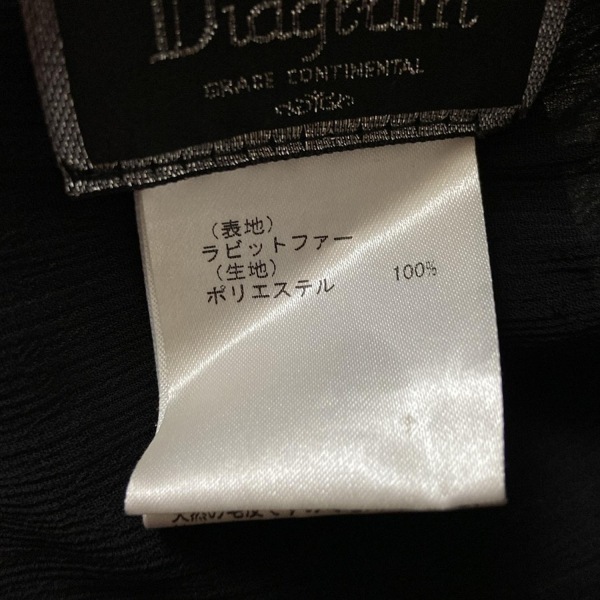 Diagram
GRACE CONTINENTAL
(表地)
ラビットファー
(生地)
ポリエステル 100%